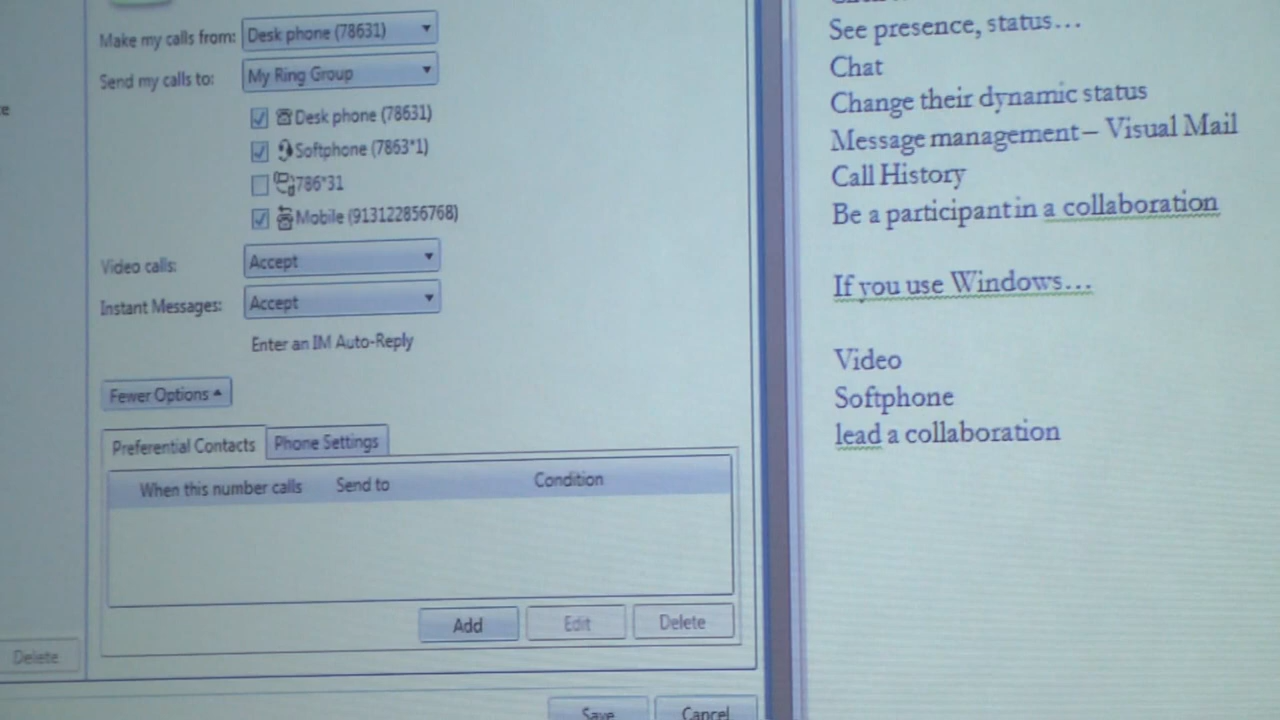 Make my calls from: Desk phone (78631)
Send my calls to: My Ring Group
Desk phone (78631)
Softphone (7863*1)
786*31
Mobile (913122856768)
Video calls: Accept
Instant Messages: Accept
Enter an IM Auto-Reply
Fewer Options
Preferential Contacts Phone Settings
When this number calls Send to Condition
Add Edit Delete
Delete
Save Cancel
See presence, status...
Chat
Change their dynamic status
Message management – Visual Mail
Call History
Be a participant in a collaboration
If you use Windows...
Video
Softphone
lead a collaboration